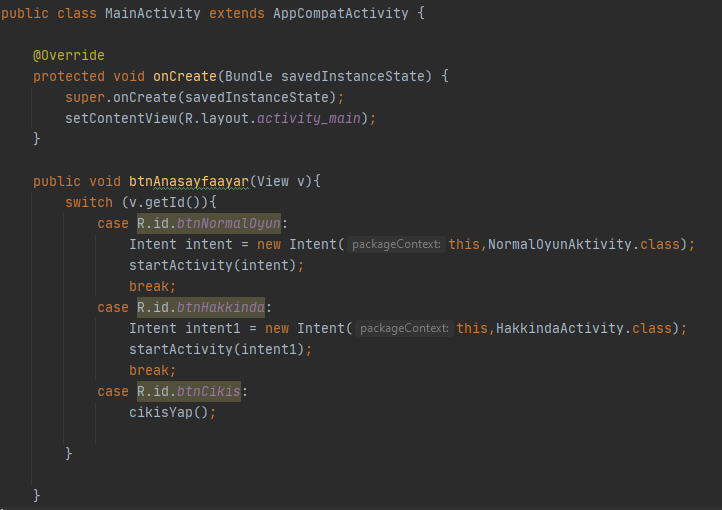 public class MainActivity extends AppCompatActivity {
@Override
protected void onCreate(Bundle savedInstanceState) {
super.onCreate(savedInstanceState);
setContentView(R.layout.activity_main);
}
public void btnAnasayfaayar(View v){
switch (v.getId()){
case R.id.btnNormalOyun:
Intent intent = new Intent( packageContext: this,NormalOyunAktivity.class);
startActivity(intent);
break;
case R.id.btnHakkinda:
Intent intent1 = new Intent( packageContext: this,HakkindaActivity.class);
startActivity(intent1);
break;
case R.id.btnCikis:
cikisYap();
}
}